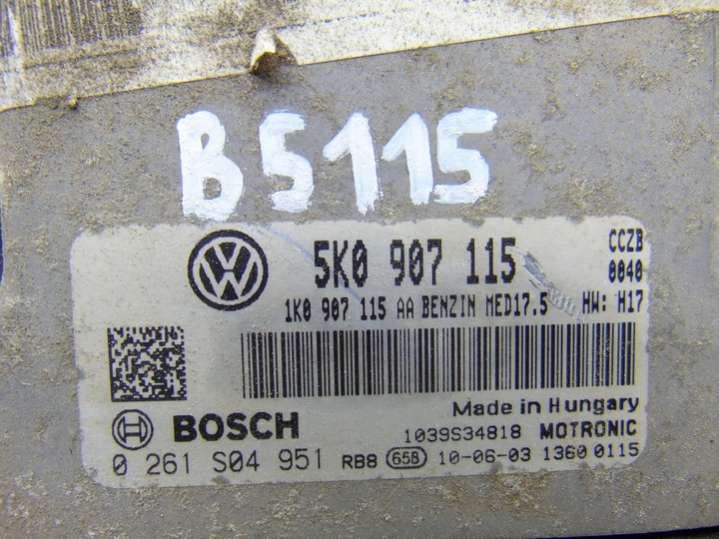 B5115
5K0 907 115
CCZB
0040
1K0 907 115 AA BENZIN MED17.5 HW: H17
Made in Hungary
BOSCH
1039S34818 MOTRONIC
0 261 S04 951 RB8 658 10-06-03 1360 0115